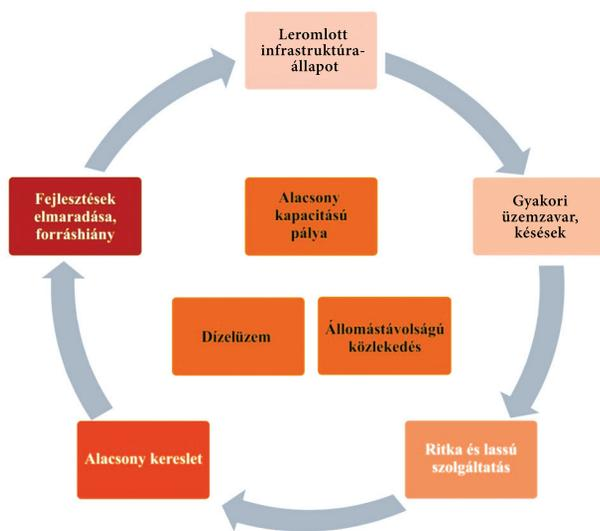 Leromlott
infrastruktúra-
állapot
Gyakori
üzemzavar,
késések
Ritka és lassú
szolgáltatás
Alacsony kereslet
Fejlesztések
elmaradása,
forráshiány
Alacsony
kapacitású
pálya
Dízelüzem
Állomástávolságú
közlekedés